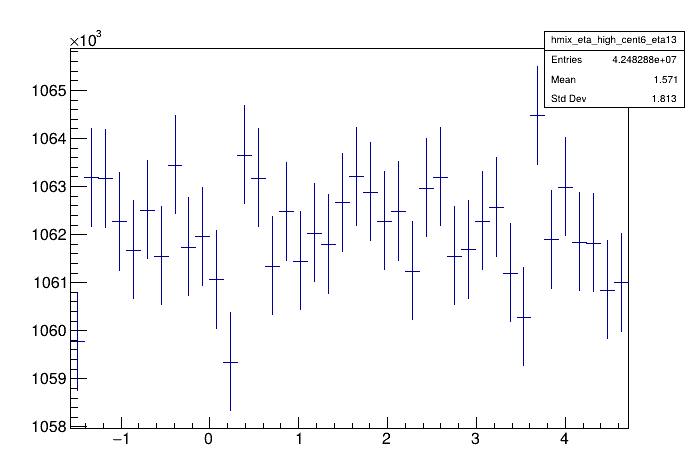 ×10³
hmix_eta_high_cent6_eta13
Entries 4.248288e+07
Mean 1.571
Std Dev 1.813
1065
1064
1063
1062
1061
1060
1059
1058
−1 0 1 2 3 4